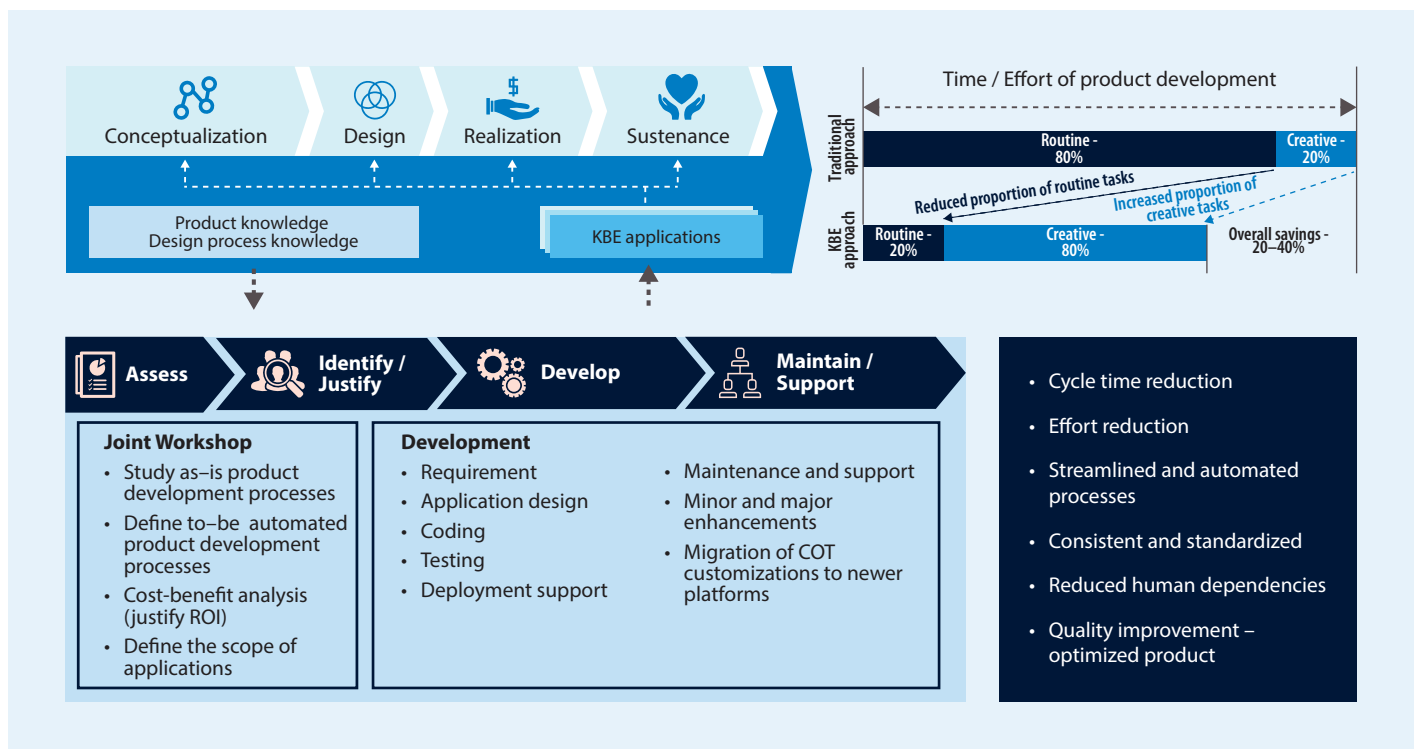 Conceptualization
Design
Realization
Sustenance
Product knowledge
Design process knowledge
KBE applications
Time / Effort of product development
Traditional
approach
Routine -
80%
Creative -
20%
Reduced proportion of routine tasks
Increased proportion of
creative tasks
KBE
approach
Routine -
20%
Creative -
80%
Overall savings -
20–40%
Assess
Identify /
Justify
Develop
Maintain /
Support
Joint Workshop
• Study as–is product
development processes
• Define to–be automated
product development
processes
• Cost-benefit analysis
(justify ROI)
• Define the scope of
applications
Development
• Requirement
• Application design
• Coding
• Testing
• Deployment support
• Maintenance and support
• Minor and major
enhancements
• Migration of COT
customizations to newer
platforms
• Cycle time reduction
• Effort reduction
• Streamlined and automated
processes
• Consistent and standardized
• Reduced human dependencies
• Quality improvement –
optimized product